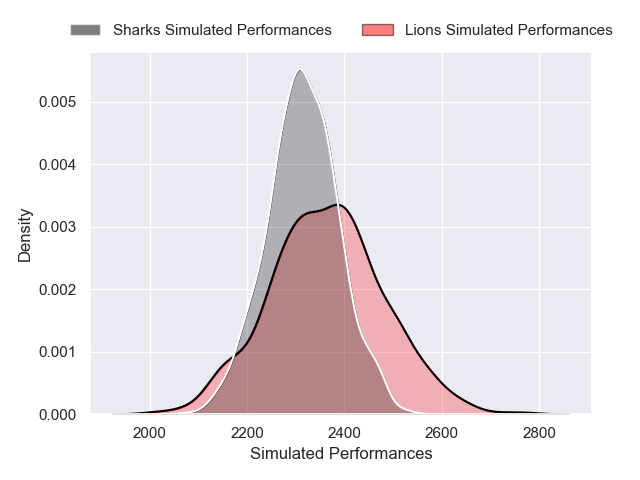 Sharks Simulated Performances Lions Simulated Performances
0.005
0.004
0.003
0.002
0.001
0.000
Density
2000 2200 2400 2600 2800
Simulated Performances